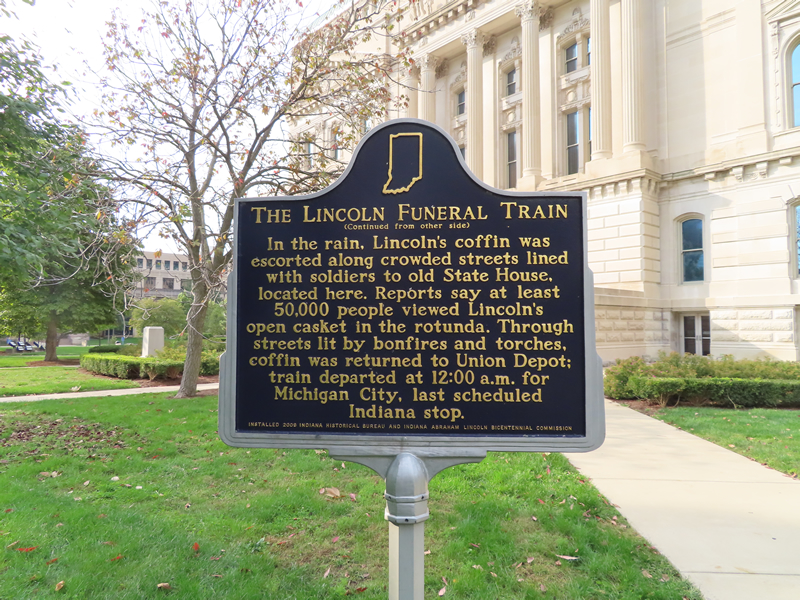 The Lincoln Funeral Train
(Continued from other side)
In the rain, Lincoln's coffin was
escorted along crowded streets lined
with soldiers to old State House,
located here. Reports say at least
50,000 people viewed Lincoln's
open casket in the rotunda. Through
streets lit by bonfires and torches,
coffin was returned to Union Depot;
train departed at 12:00 a.m. for
Michigan City, last scheduled
Indiana stop.
INSTALLED 2009 INDIANA HISTORICAL BUREAU AND INDIANA ABRAHAM LINCOLN BICENTENNIAL COMMISSION